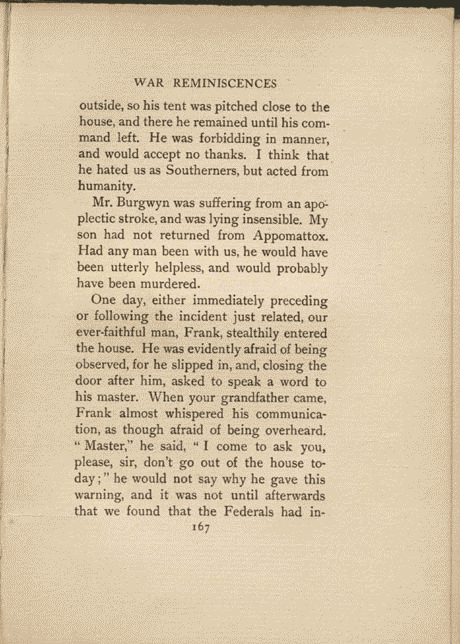 WAR REMINISCENCES
outside, so his tent was pitched close to the
house, and there he remained until his com-
mand left. He was forbidding in manner,
and would accept no thanks. I think that
he hated us as Southerners, but acted from
humanity.
Mr. Burgwyn was suffering from an apo-
plectic stroke, and was lying insensible. My
son had not returned from Appomattox.
Had any man been with us, he would have
been utterly helpless, and would probably
have been murdered.
One day, either immediately preceding
or following the incident just related, our
ever-faithful man, Frank, stealthily entered
the house. He was evidently afraid of being
observed, for he slipped in, and, closing the
door after him, asked to speak a word to
his master. When your grandfather came,
Frank almost whispered his communica-
tion, as though afraid of being overheard.
" Master," he said, " I come to ask you,
please, sir, don't go out of the house to-
day ; " he would not say why he gave this
warning, and it was not until afterwards
that we found that the Federals had in-
167